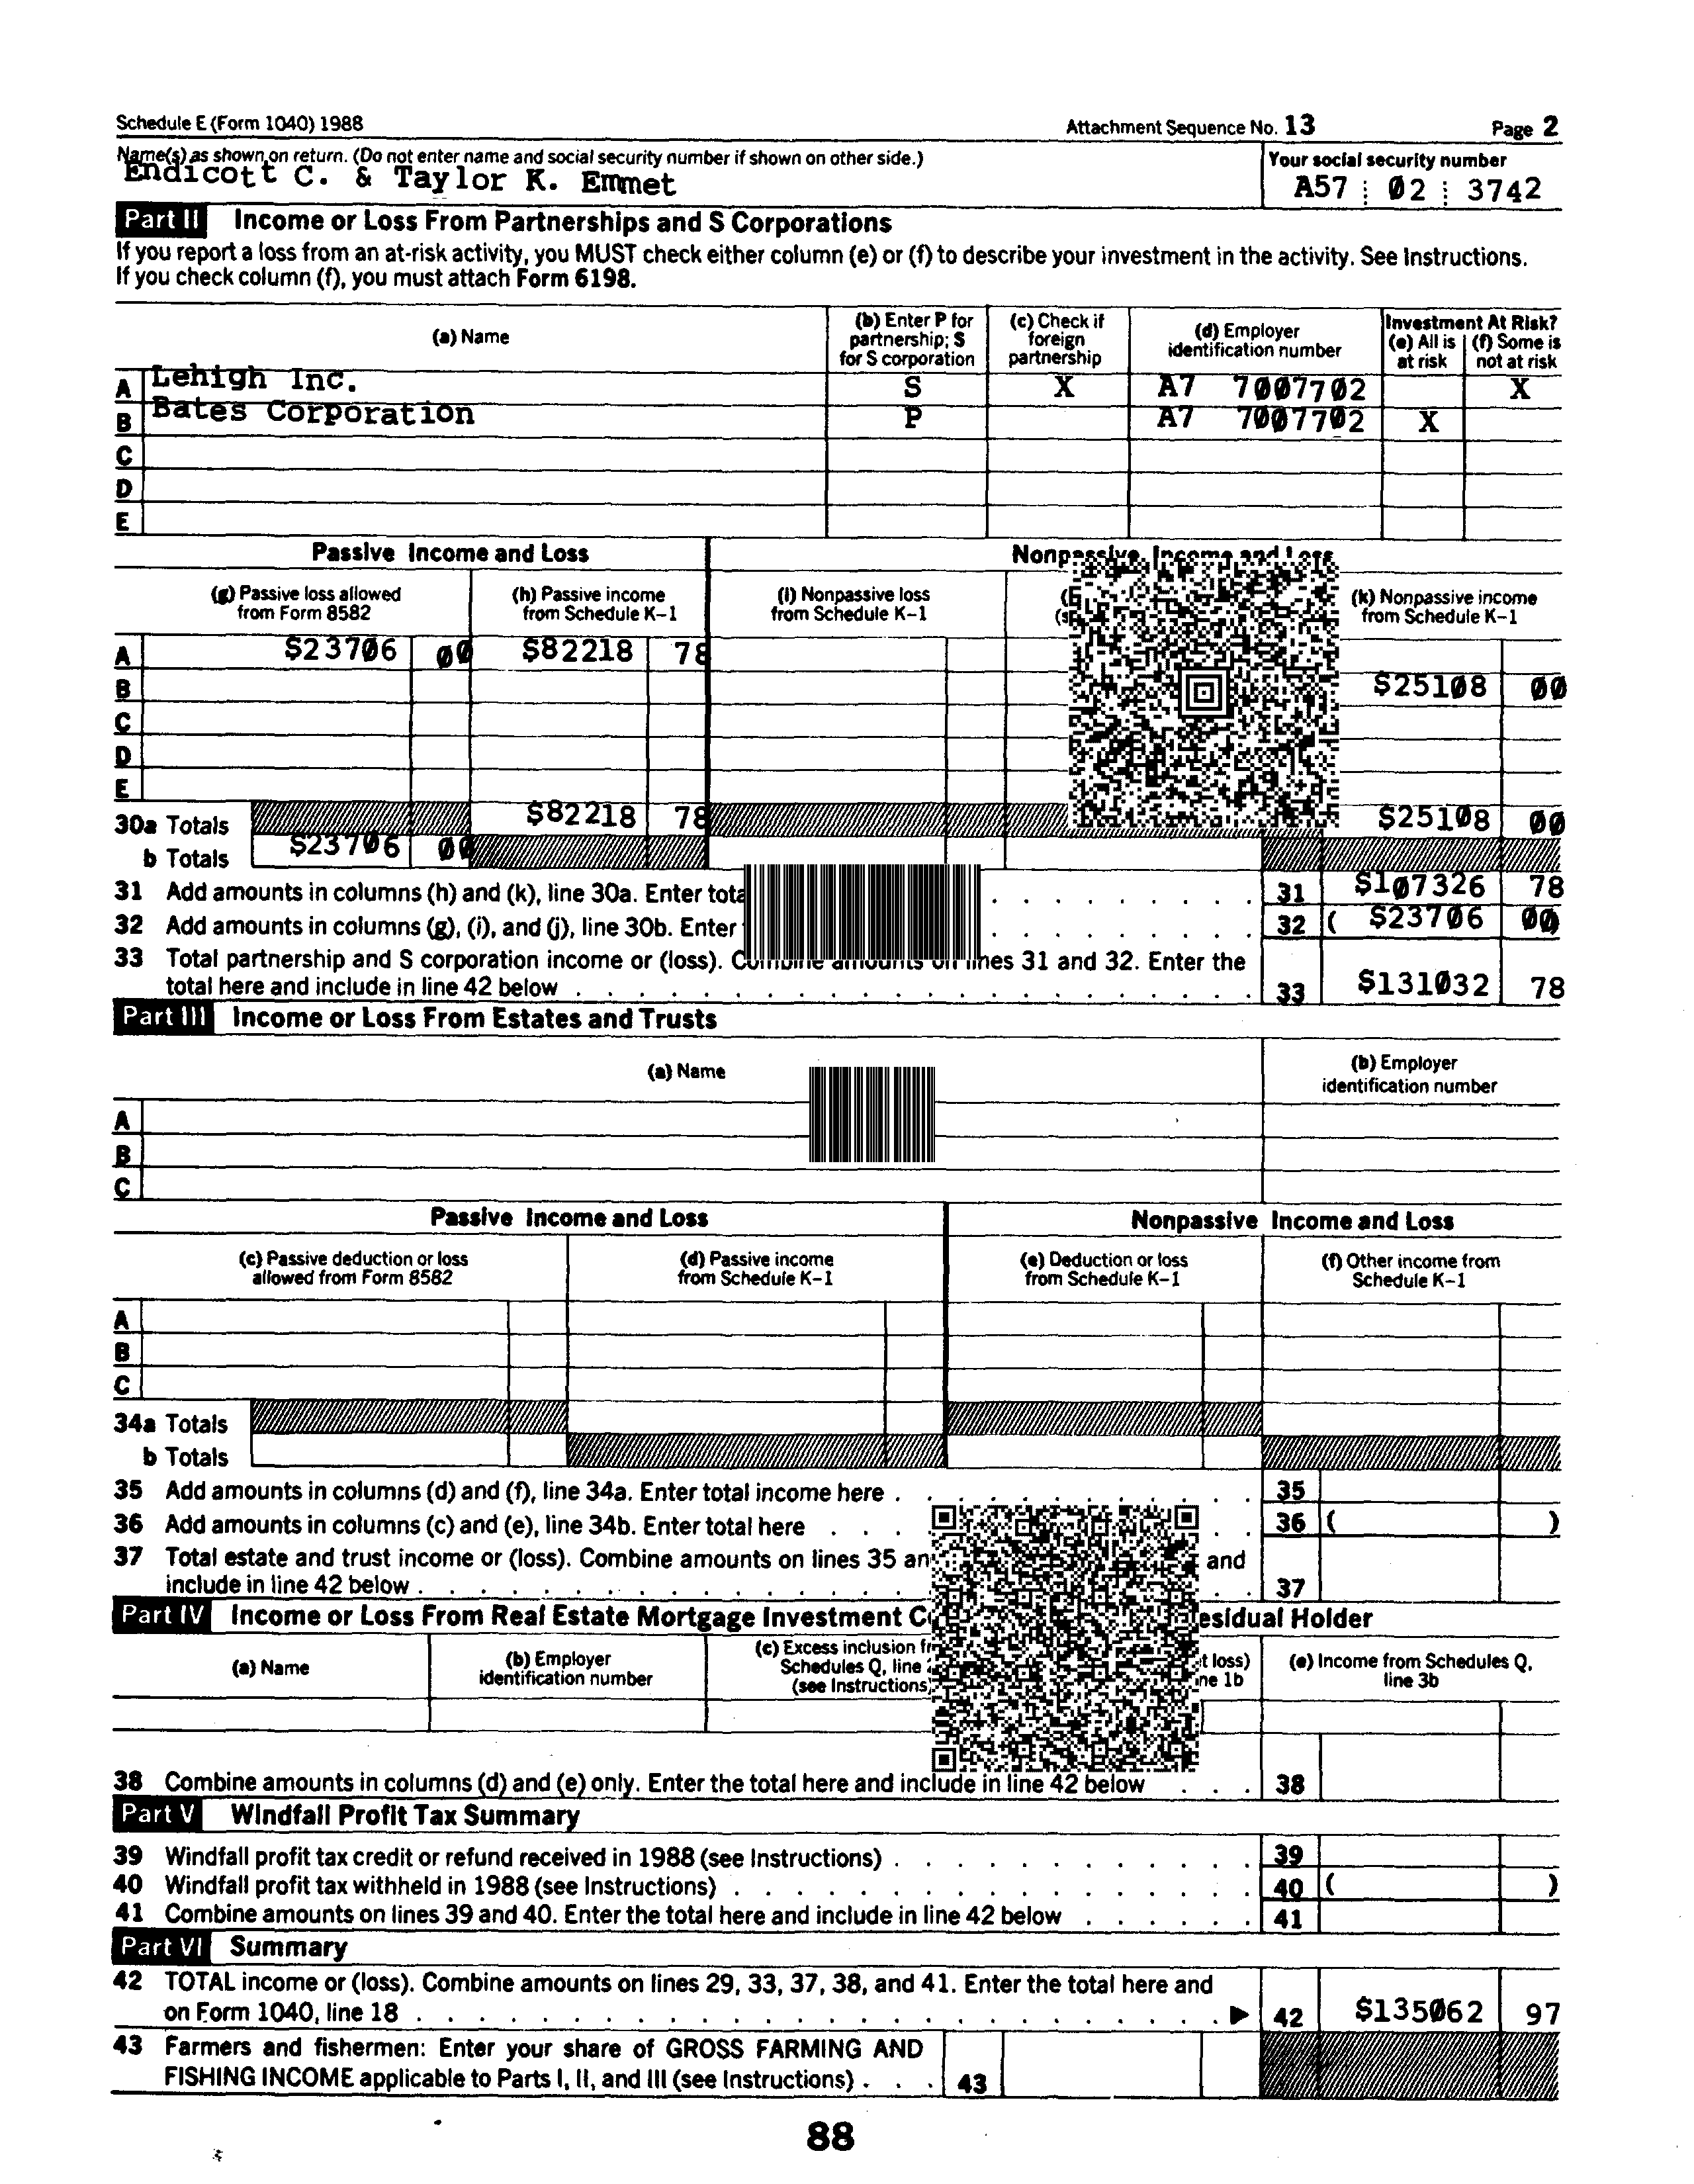 Schedule E (Form 1040) 1988 Attachment Sequence No. 13 Page 2
Name(s) as shown on return. (Do not enter name and social security number if shown on other side.) Your social security number
Endicott C. & Taylor K. Emmet A57 02 3742
Part II Income or Loss From Partnerships and S Corporations
If you report a loss from an at-risk activity, you MUST check either column (e) or (f) to describe your investment in the activity. See Instructions.
If you check column (f), you must attach Form 6198.
(a) Name
(b) Enter P for partnership; S for S corporation
(c) Check if foreign partnership
(d) Employer identification number
Investment At Risk?
(e) All is at risk
(f) Some is not at risk
A Lehigh Inc. S X A7 7007702 X
B Bates Corporation P A7 7007702 X
C
D
E
Passive Income and Loss Nonpassive Income and Loss
(g) Passive loss allowed from Form 8582
(h) Passive income from Schedule K-1
(i) Nonpassive loss from Schedule K-1
(k) Nonpassive income from Schedule K-1
A $23706 00 $82218 78
B $25108 00
C
D
E
30a Totals $82218 78 $25108 00
b Totals $23706 00
31 Add amounts in columns (h) and (k), line 30a. Enter 31 $107326 78
32 Add amounts in columns (g), (i), and (j), line 30b. Enter 32 ( $23706 00)
33 Total partnership and S corporation income or (loss). Combine amounts on lines 31 and 32. Enter the
total here and include in line 42 below 33 $131032 78
Part III Income or Loss From Estates and Trusts
(a) Name
(b) Employer identification number
A
B
C
Passive Income and Loss Nonpassive Income and Loss
(c) Passive deduction or loss allowed from Form 8582
(d) Passive income from Schedule K-1
(e) Deduction or loss from Schedule K-1
(f) Other income from Schedule K-1
A
B
C
34a Totals
b Totals
35 Add amounts in columns (d) and (f), line 34a. Enter total income here 35
36 Add amounts in columns (c) and (e), line 34b. Enter total here 36 ( )
37 Total estate and trust income or (loss). Combine amounts on lines 35 and
include in line 42 below 37
Part IV Income or Loss From Real Estate Mortgage Investment Holder
(a) Name
(b) Employer identification number
(c) Excess inclusion Schedules Q, line (see Instructions)
loss) 1b
(e) Income from Schedules Q, line 3b
38 Combine amounts in columns (d) and (e) only. Enter the total here and include in line 42 below 38
Part V Windfall Profit Tax Summary
39 Windfall profit tax credit or refund received in 1988 (see Instructions) 39
40 Windfall profit tax withheld in 1988 (see Instructions) 40 ( )
41 Combine amounts on lines 39 and 40. Enter the total here and include in line 42 below 41
Part VI Summary
42 TOTAL income or (loss). Combine amounts on lines 29, 33, 37, 38, and 41. Enter the total here and
on Form 1040, line 18 42 $135062 97
43 Farmers and fishermen: Enter your share of GROSS FARMING AND
FISHING INCOME applicable to Parts I, II, and III (see Instructions) 43
88